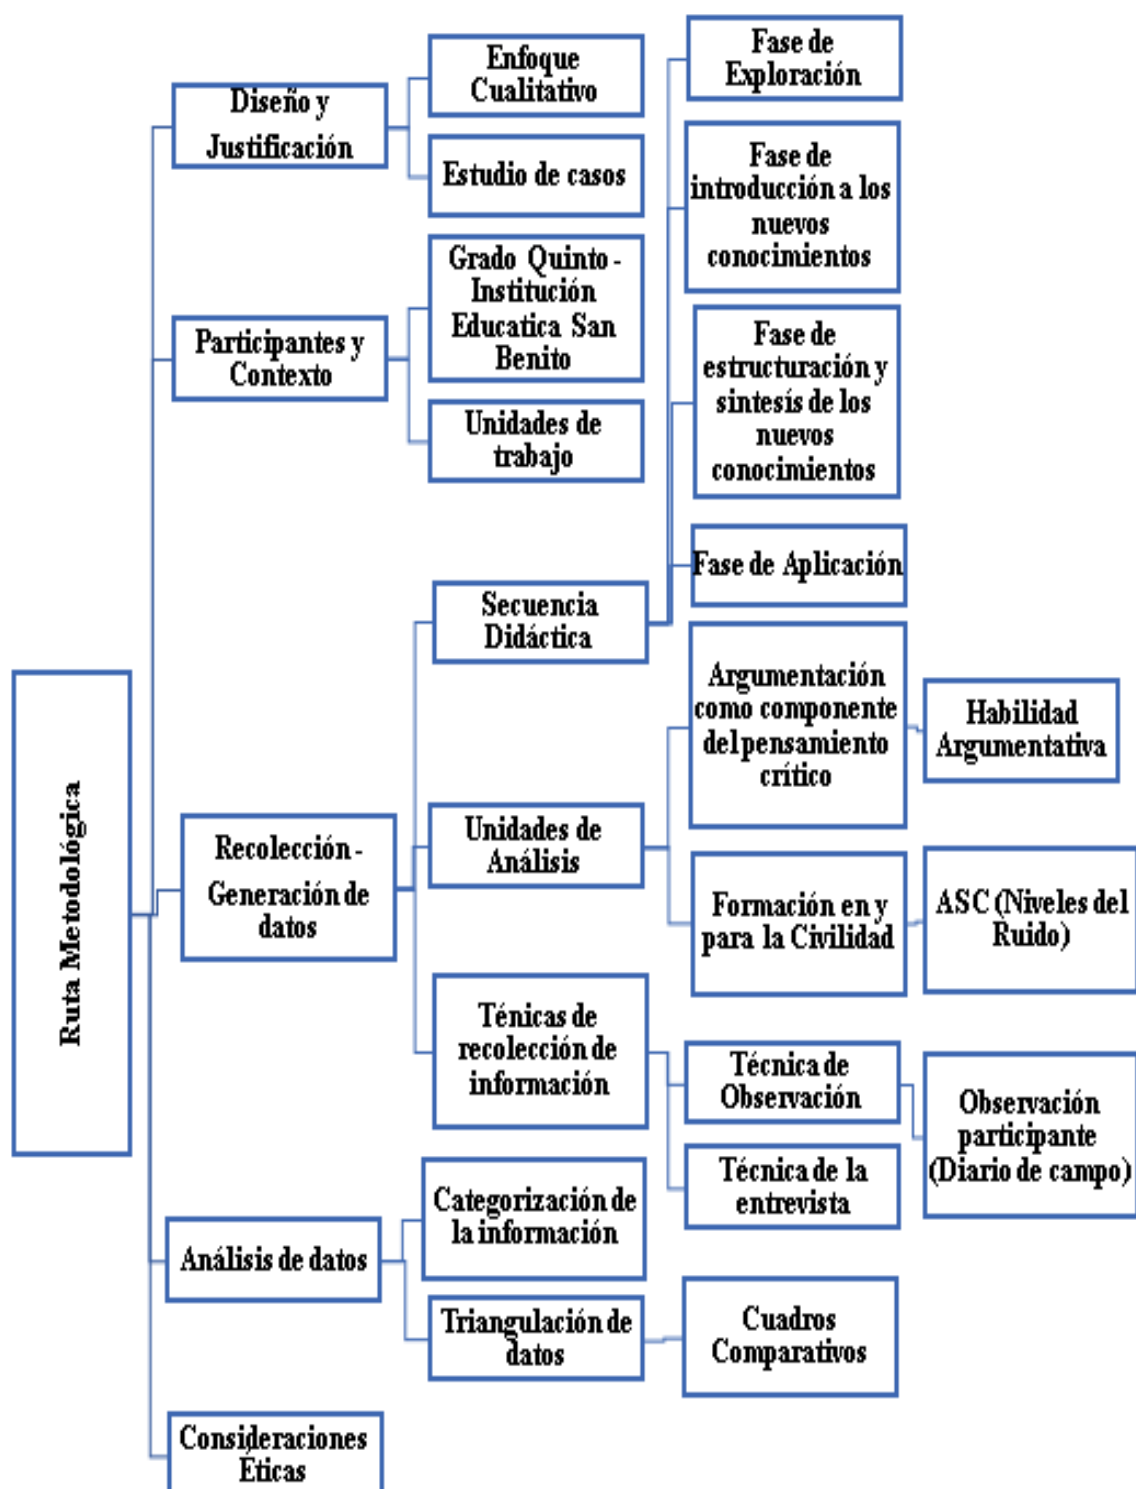 Ruta Metodológica
Diseño y
Justificación
Enfoque
Cualitativo
Estudio de casos
Participantes y
Contexto
Grado Quinto -
Institución
Educatica San
Benito
Unidades de
trabajo
Recolección -
Generación de
datos
Secuencia
Didáctica
Fase de
Exploración
Fase de
introducción a los
nuevos
conocimientos
Fase de
estructuración y
sintesís de los
nuevos
conocimientos
Fase de Aplicación
Unidades de
Análisis
Argumentación
como componente
del pensamiento
crítico
Habilidad
Argumentativa
Formación en y
para la Civilidad
ASC (Niveles del
Ruido)
Ténicas de
recolección de
información
Técnica de
Observación
Observación
participante
(Diario de campo)
Técnica de la
entrevista
Análisis de datos
Categorización de
la información
Triangulación de
datos
Cuadros
Comparativos
Consideraciones
Éticas